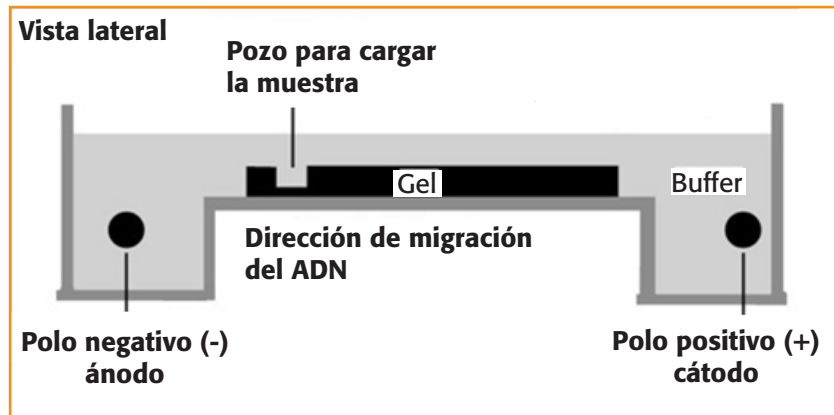 Vista lateral
Pozo para cargar
la muestra
Gel
Buffer
Dirección de migración
del ADN
Polo negativo (-)
ánodo
Polo positivo (+)
cátodo